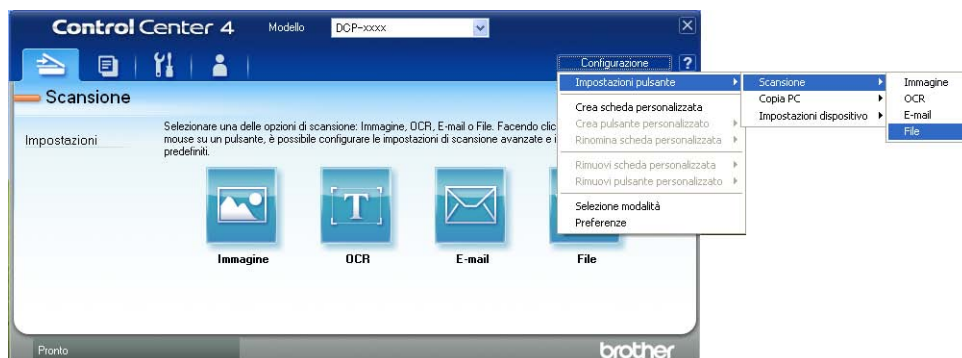 Control Center 4
Modello
DCP-xxxx
Configurazione
?
Impostazioni pulsante
Scansione
Immagine
Copia PC
OCR
Impostazioni dispositivo
E-mail
File
Crea scheda personalizzata
Crea pulsante personalizzato
Rinomina scheda personalizzata
Rimuovi scheda personalizzata
Rimuovi pulsante personalizzato
Selezione modalità
Preferenze
Scansione
Impostazioni
Selezionare una delle opzioni di scansione: Immagine, OCR, E-mail o File. Facendo clic
mouse su un pulsante, è possibile configurare le impostazioni di scansione avanzate e i
predefiniti.
T
Immagine
OCR
E-mail
File
Pronto
brother